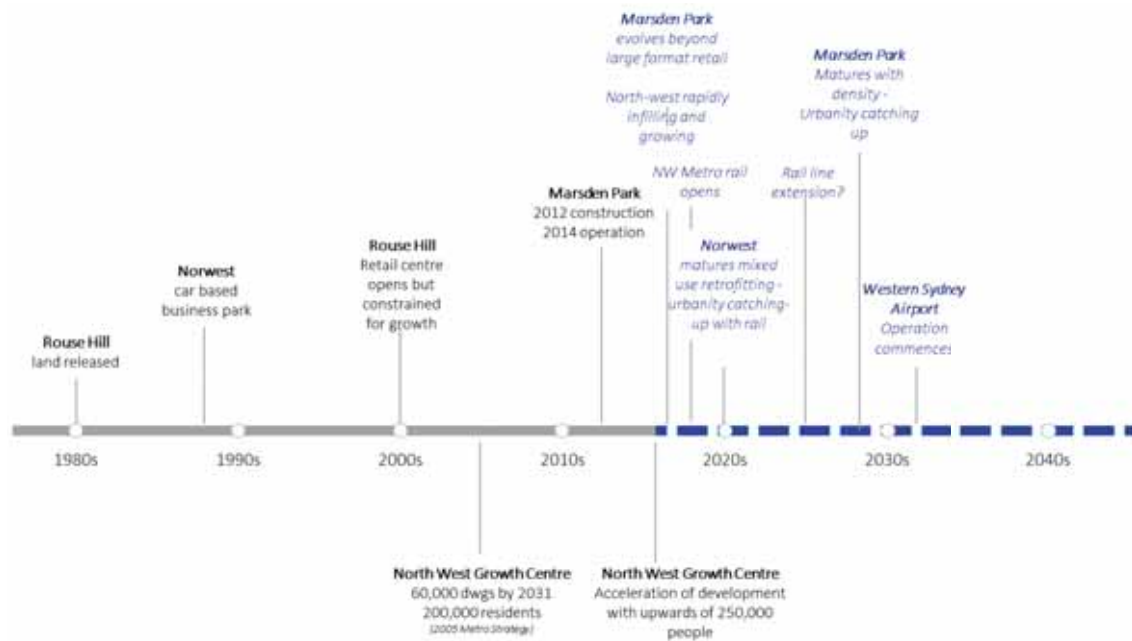 Marsden Park
evolves beyond
large format retail
North-west rapidly
infilling and
growing
Marsden Park
Matures with
density -
Urbanity catching
up
NW Metro rail
opens
Rail line
extension?
Marsden Park
2012 construction
2014 operation
Rouse Hill
Retail centre
opens but
constrained
for growth
Norwest
matures mixed
use retrofitting -
urbanity catching-
up with rail
Norwest
car based
business park
Western Sydney
Airport
Operation
commences
Rouse Hill
land released
1980s
1990s
2000s
2010s
2020s
2030s
2040s
North West Growth Centre
60,000 dwgs by 2031
200,000 residents
(2005 Metro Strategy)
North West Growth Centre
Acceleration of development
with upwards of 250,000
people